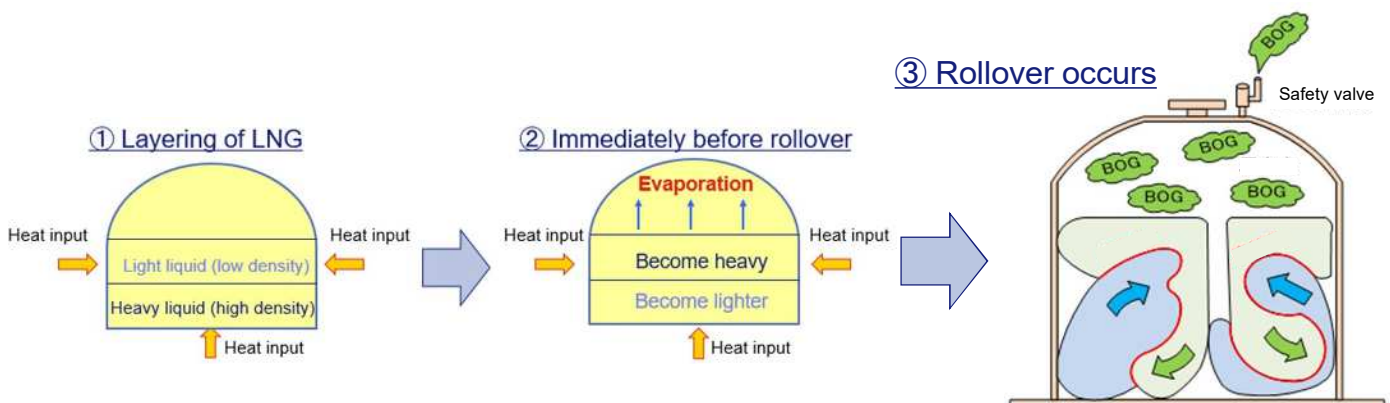 ① Layering of LNG
Heat input
Heat input
Light liquid (low density)
Heavy liquid (high density)
Heat input
② Immediately before rollover
Evaporation
Heat input
Heat input
Become heavy
Become lighter
Heat input
③ Rollover occurs
BOG
Safety valve
BOG
BOG
BOG
BOG